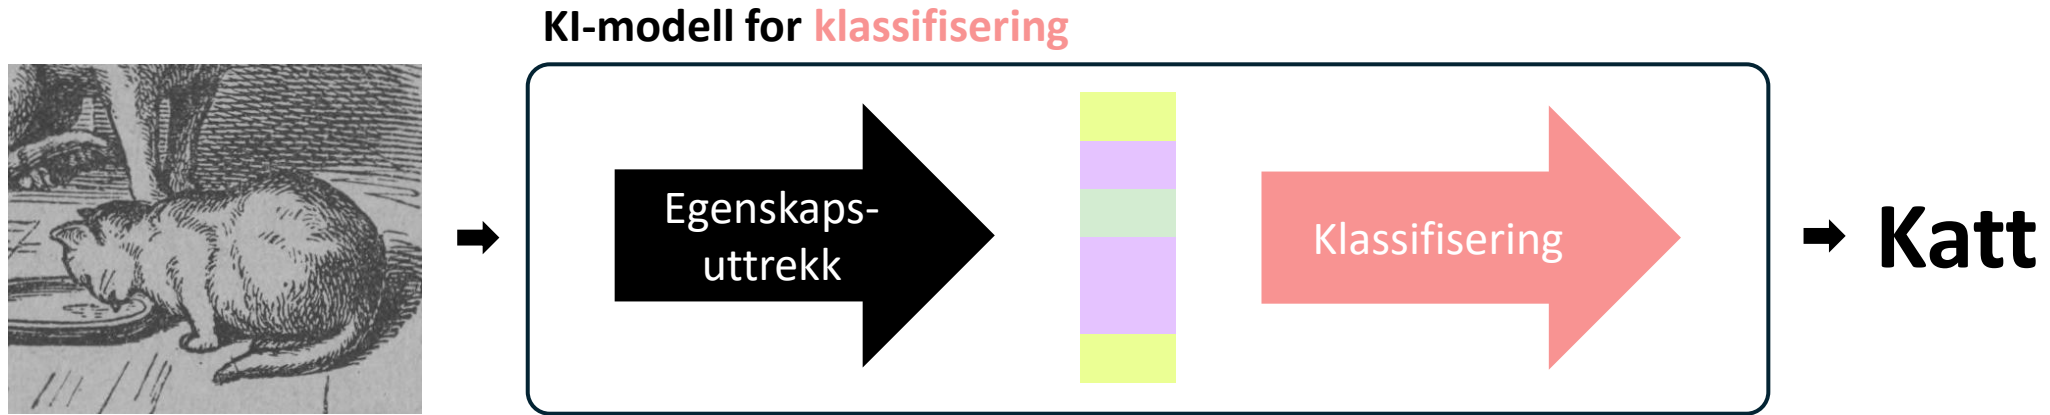 KI-modell for klassifisering
Egenskaps-
uttrekk
Klassifisering
Katt